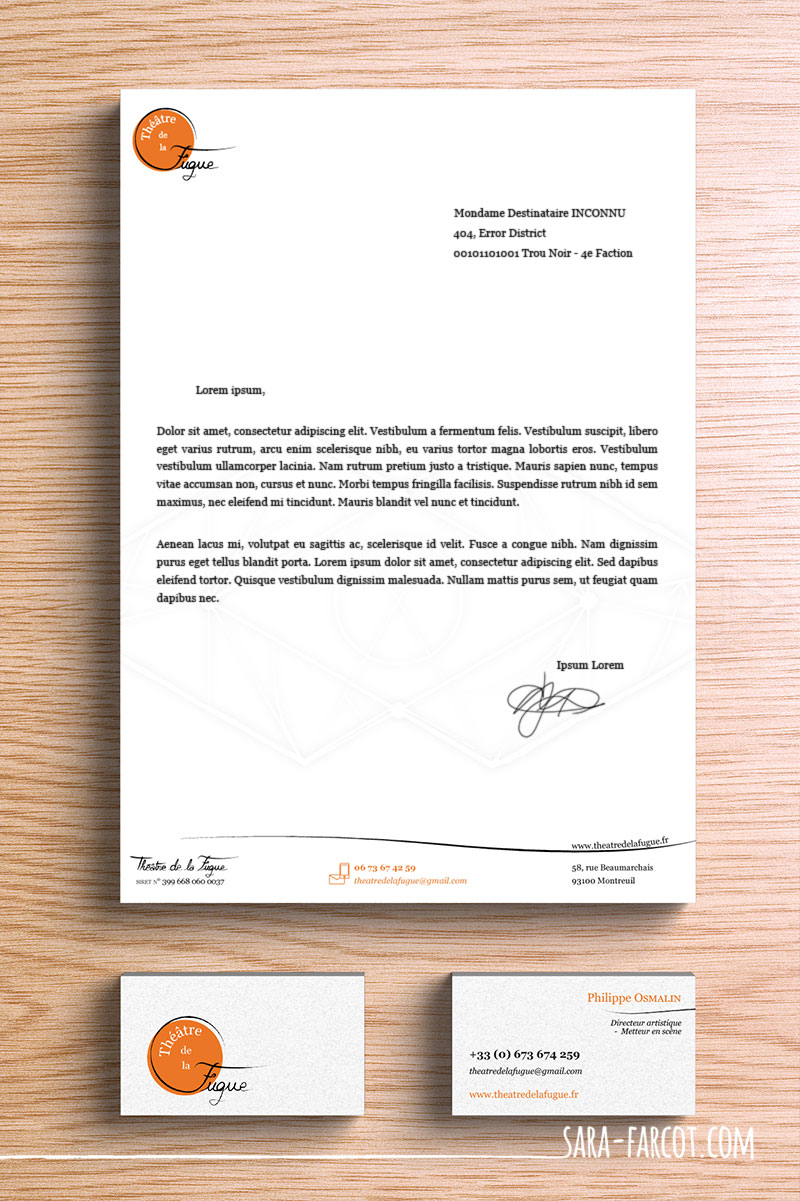 Théâtre
de
la
Fugue
Mondame Destinataire INCONNU
404, Error District
00101101001 Trou Noir - 4e Faction
Lorem ipsum,
Dolor sit amet, consectetur adipiscing elit. Vestibulum a fermentum felis. Vestibulum suscipit, libero
eget varius rutrum, arcu enim scelerisque nibh, eu varius tortor magna lobortis eros. Vestibulum
vestibulum ullamcorper lacinia. Nam rutrum pretium justo a tristique. Mauris sapien nunc, tempus
vitae accumsan non, cursus et nunc. Morbi tempus fringilla facilisis. Suspendisse rutrum nibh id sem
maximus, nec eleifend mi tincidunt. Mauris blandit vel nunc et tincidunt.
Aenean lacus mi, volutpat eu sagittis ac, scelerisque id velit. Fusce a congue nibh. Nam dignissim
purus eget tellus blandit porta. Lorem ipsum dolor sit amet, consectetur adipiscing elit. Sed dapibus
eleifend tortor. Quisque vestibulum dignissim malesuada. Nullam mattis purus sem, ut feugiat quam
dapibus nec.
Ipsum Lorem
www.theatredelafugue.fr
Théâtre de la Fugue
SIRET N° 399 668 060 0037
06 73 67 42 59
theatredelafugue@gmail.com
58, rue Beaumarchais
93100 Montreuil
Théâtre
de
la
Fugue
Philippe OSMALIN
Directeur artistique
- Metteur en scène
+33 (0) 673 674 259
theatredelafugue@gmail.com
www.theatredelafugue.fr
SARA-FARCOT.COM